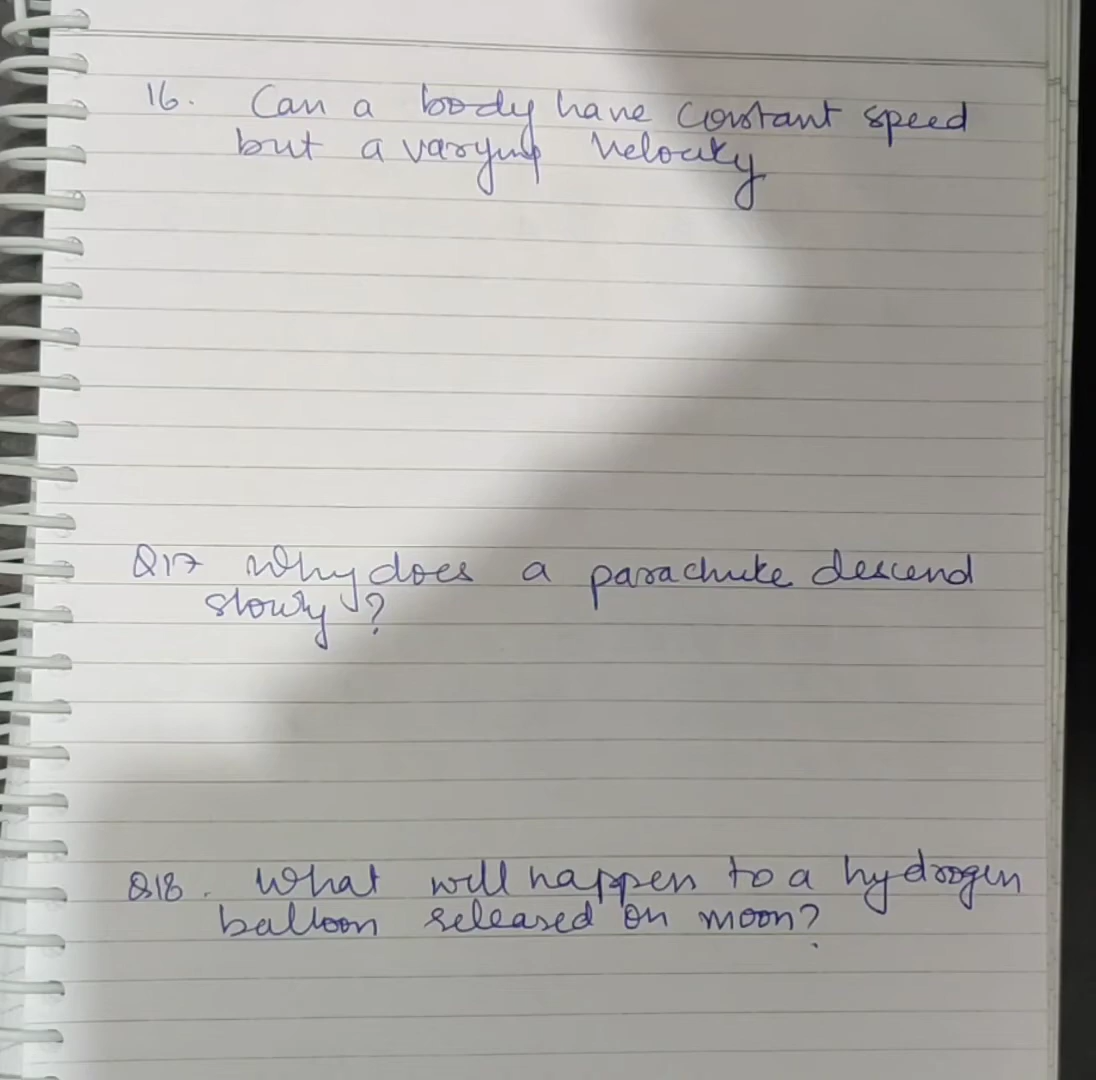 16. Can a body have constant speed
but a varying velocity
Q17 Why does a parachute descend
slowly?
Q18. What will happen to a hydrogen
balloon released on moon?